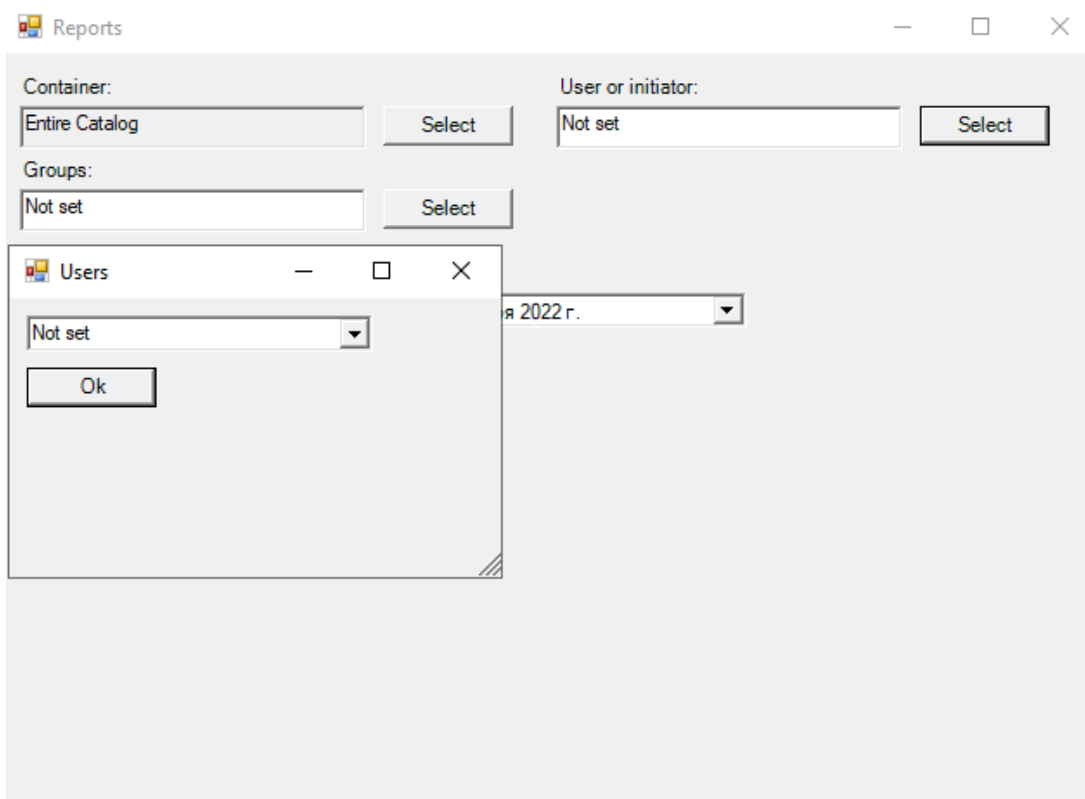 Reports
Container:
User or initiator:
Entire Catalog
Select
Not set
Select
Groups:
Not set
Select
Users
2022 г.
Not set
Ok